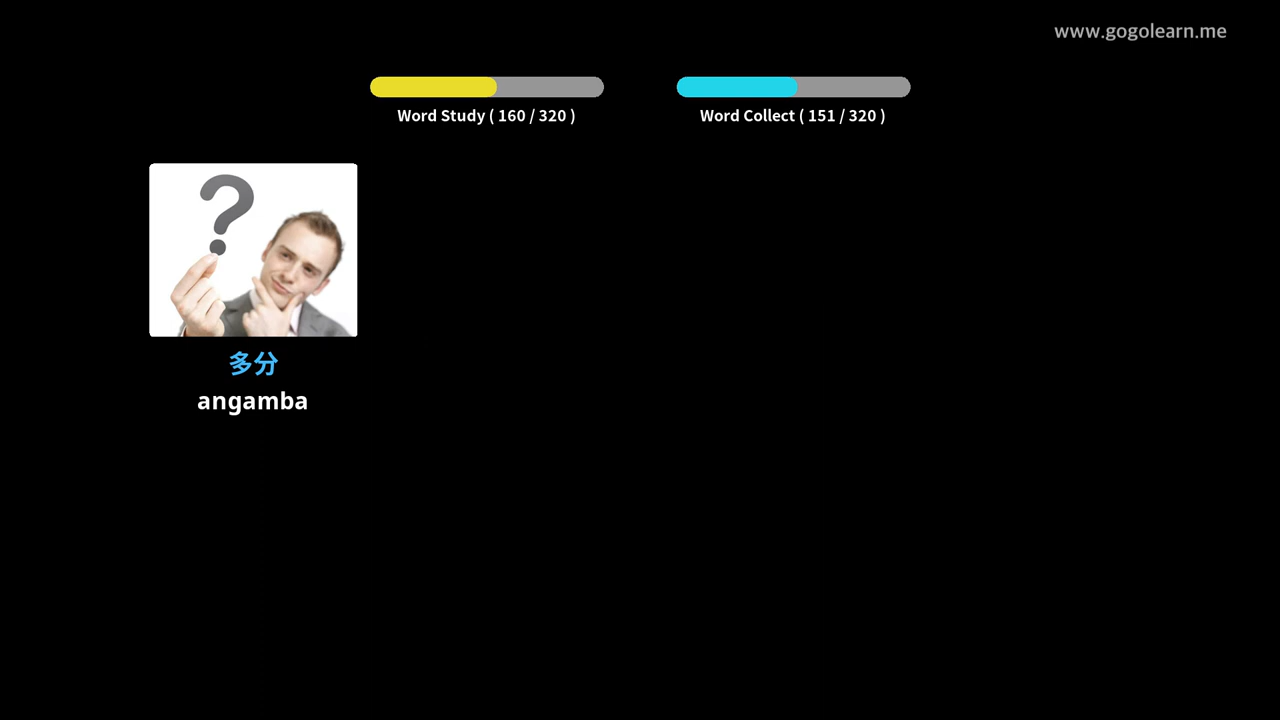 www.gogolearn.me
Word Study ( 160 / 320 )
Word Collect ( 151 / 320 )
?
多分
angamba